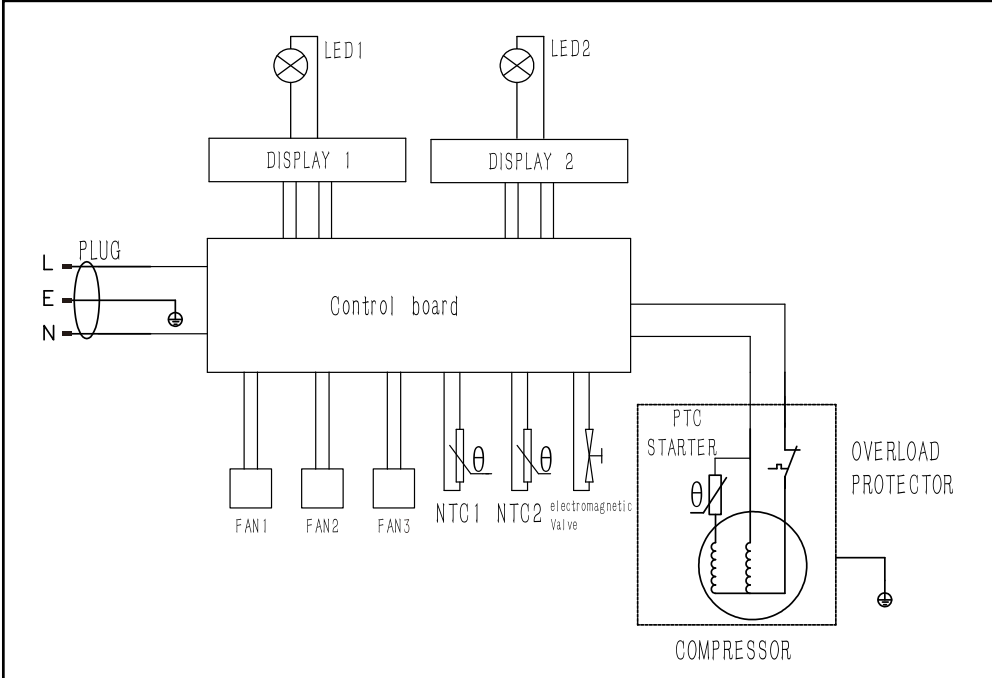 LED1
LED2
DISPLAY 1
DISPLAY 2
PLUG
L
E
N
Control board
PTC
STARTER
OVERLOAD
PROTECTOR
θ
θ
θ
FAN1
FAN2
FAN3
NTC1
NTC2
electromagnetic
Valve
COMPRESSOR